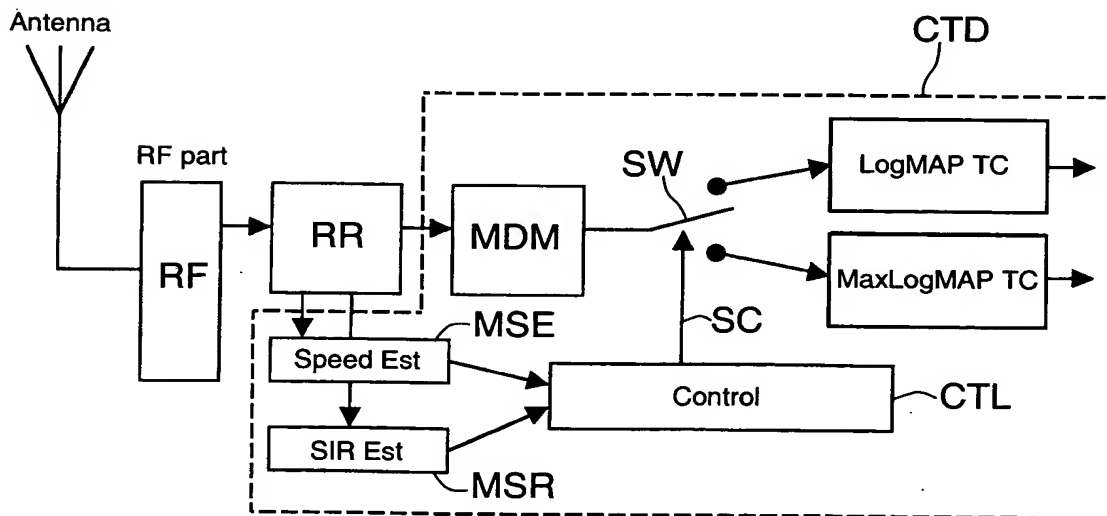 Antenna
CTD
RF part
RF
RR
MDM
SW
LogMAP TC
MaxLogMAP TC
SC
MSE
Speed Est
Control
CTL
SIR Est
MSR